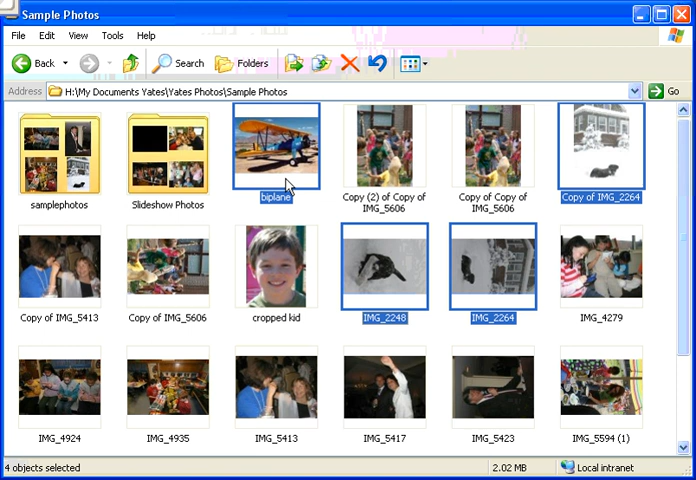 Sample Photos
File Edit View Tools Help
Back Search Folders
Address H:\My Documents Yates\Yates Photos\Sample Photos Go
samplephotos Slideshow Photos biplane Copy (2) of Copy of IMG_5606 Copy of Copy of IMG_5606 Copy of IMG_2264
Copy of IMG_5413 Copy of IMG_5606 cropped kid IMG_2248 IMG_2264 IMG_4279
IMG_4924 IMG_4935 IMG_5413 IMG_5417 IMG_5423 IMG_5594 (1)
4 objects selected 2.02 MB Local intranet